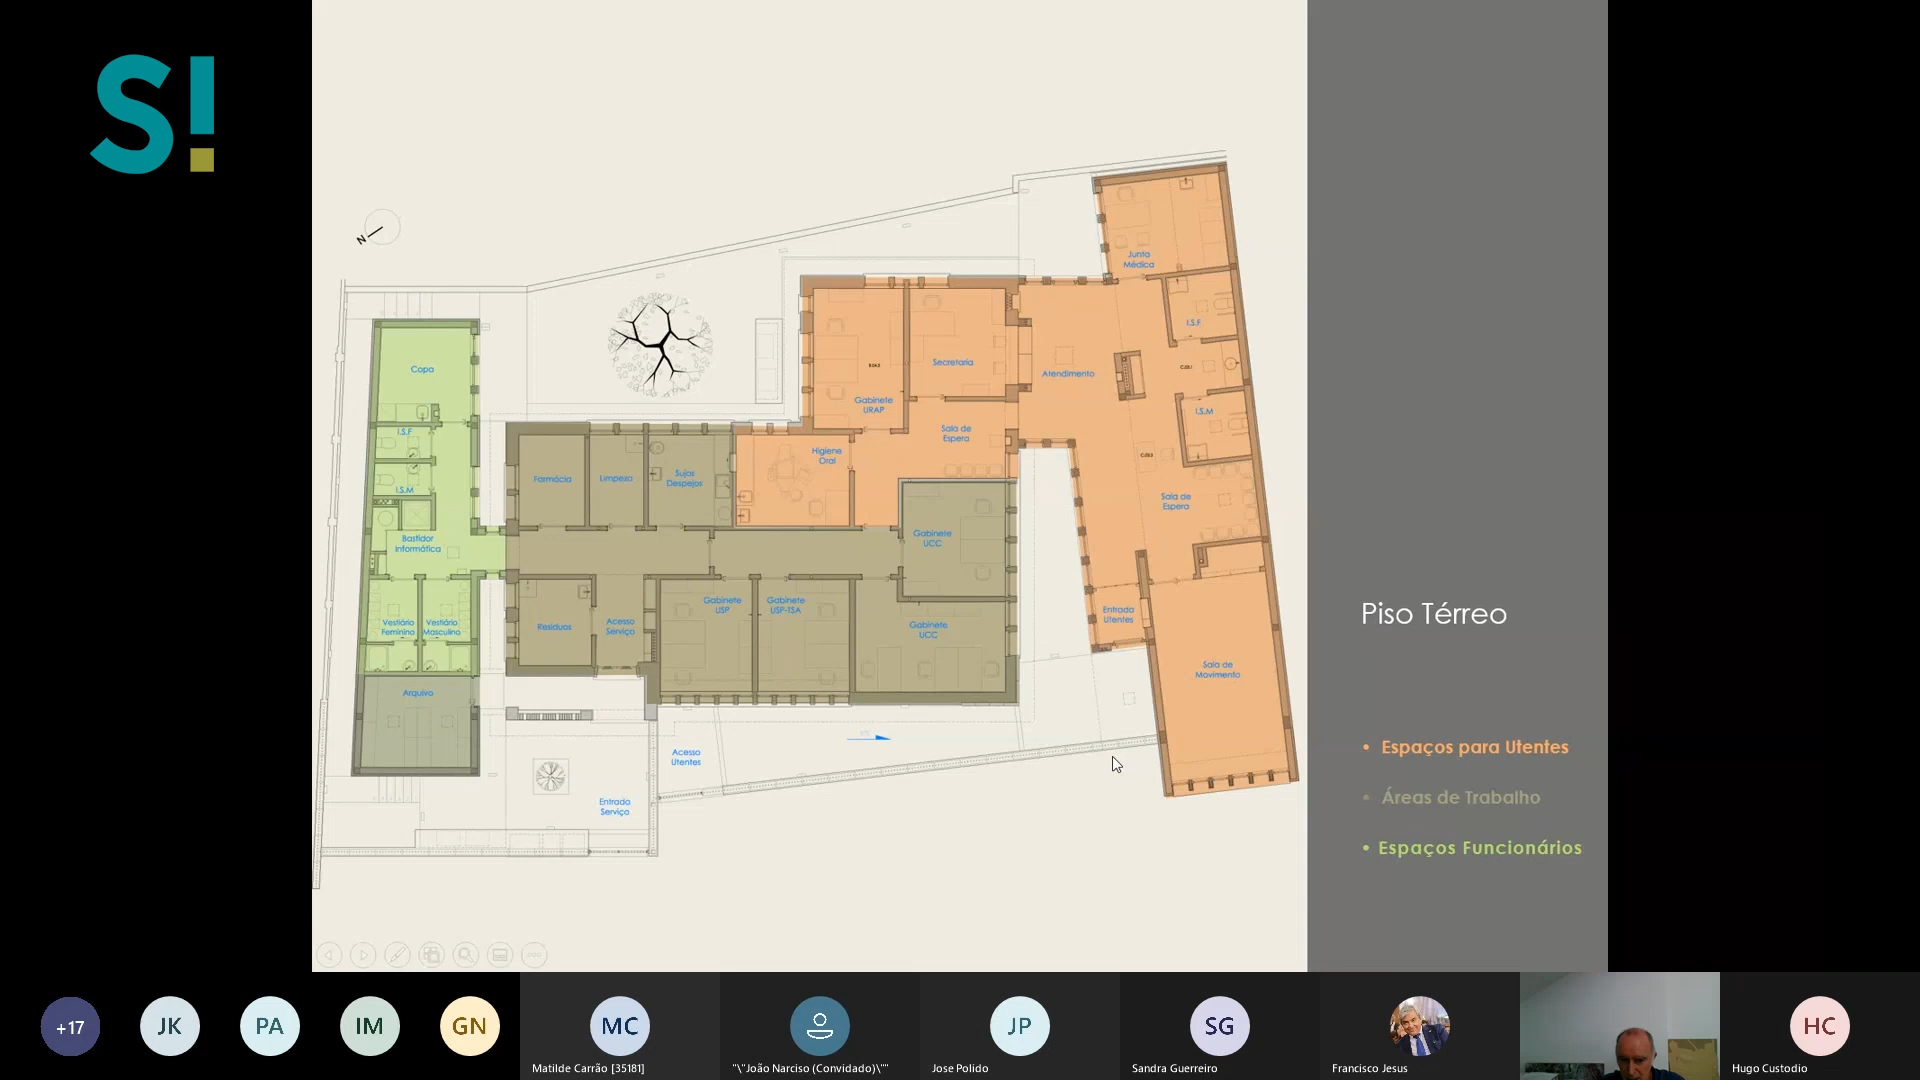 S!
N
Junta
Médica
I.S.F
Copa
Secretaria
Atendimento
Gabinete
URAP
I.S.M
I.S.F
Sala de
Espera
Higiene
Oral
Farmácia
Limpeza
Sujos
Despejos
I.S.M
Sala de
Espera
Bastidor
Informática
Gabinete
UCC
Gabinete
USP
Gabinete
USP-TSA
Entrada
Utentes
Piso Térreo
Vestiário
Feminino
Vestiário
Masculino
Resíduos
Acesso
Serviço
Gabinete
UCC
Sala de
Movimento
Arquivo
Acesso
Utentes
Entrada
Serviço
• Espaços para Utentes
• Áreas de Trabalho
• Espaços Funcionários
+17
JK
PA
IM
GN
MC
JP
SG
HC
Matilde Carrão [35181]
"\"João Narciso (Convidado)\""
Jose Polido
Sandra Guerreiro
Francisco Jesus
Hugo Custodio